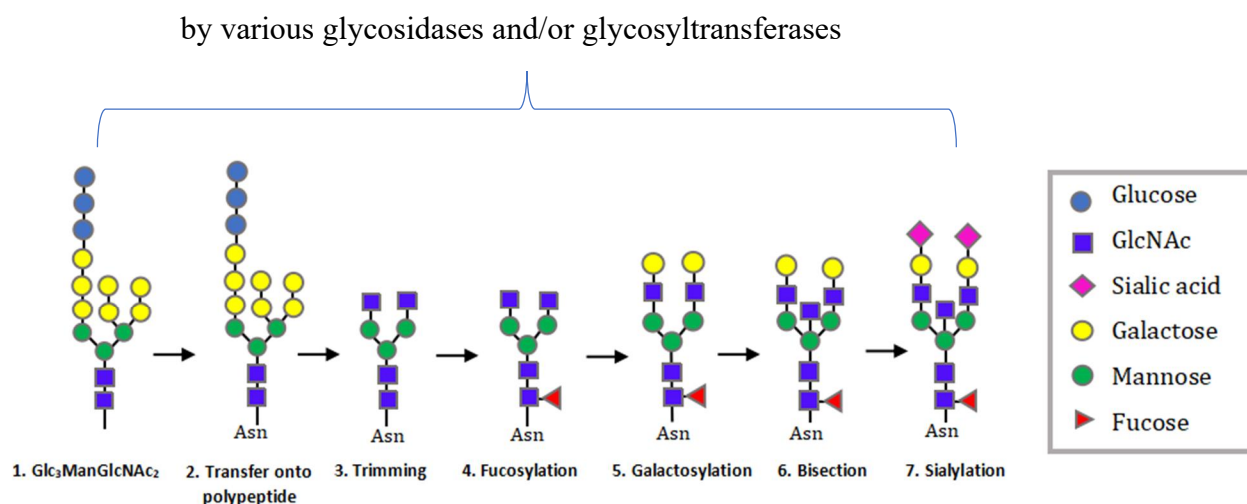 by various glycosidases and/or glycosyltransferases
Glucose
GlcNAc
Sialic acid
Galactose
Mannose
Fucose
Asn
Asn
Asn
Asn
Asn
Asn
1. Glc₃ManGlcNAc₂
2. Transfer onto
polypeptide
3. Trimming
4. Fucosylation
5. Galactosylation
6. Bisection
7. Sialylation